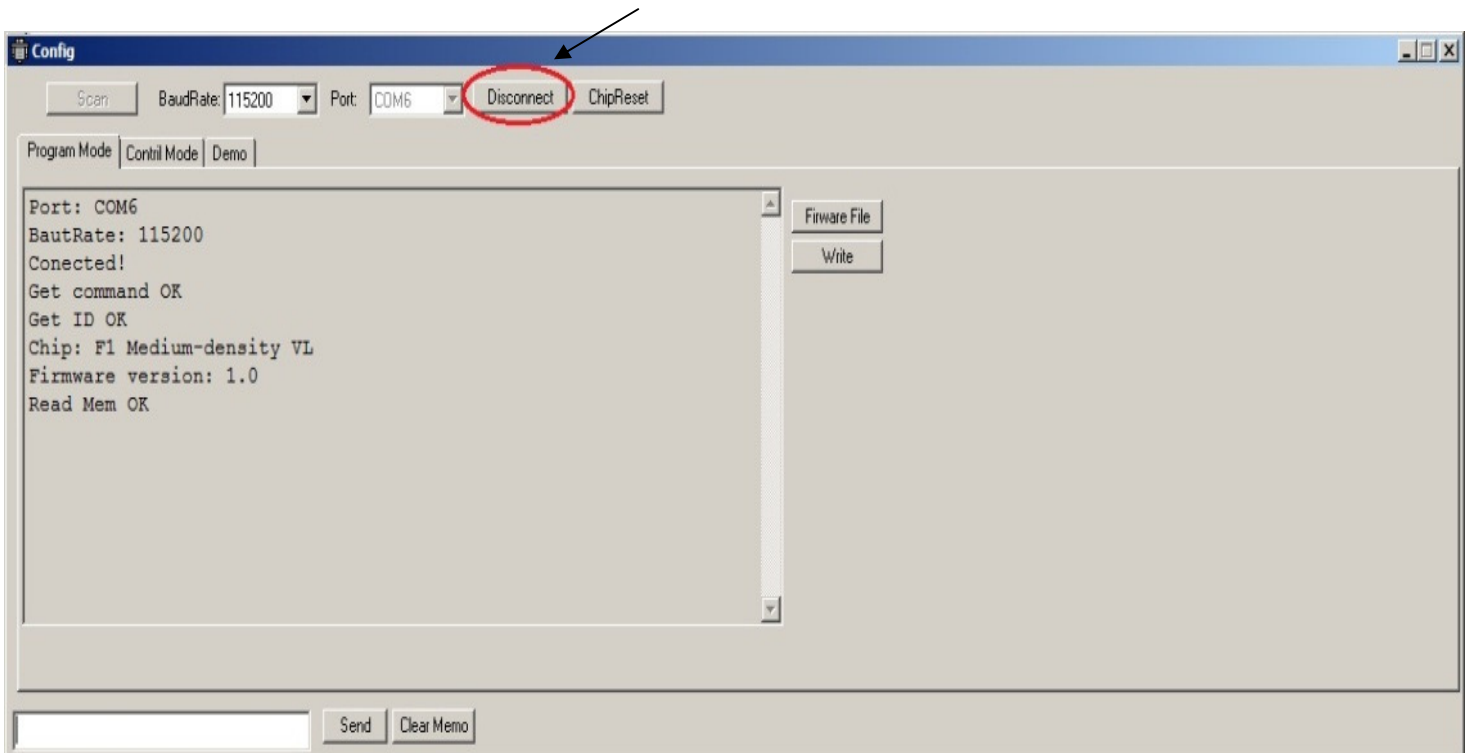 Config
Scan BaudRate: 115200 Port: COM6 Disconnect ChipReset
Program Mode Contril Mode Demo
Port: COM6
BautRate: 115200
Conected!
Get command OK
Get ID OK
Chip: F1 Medium-density VL
Firmware version: 1.0
Read Mem OK
Firware File
Write
Send Clear Memo